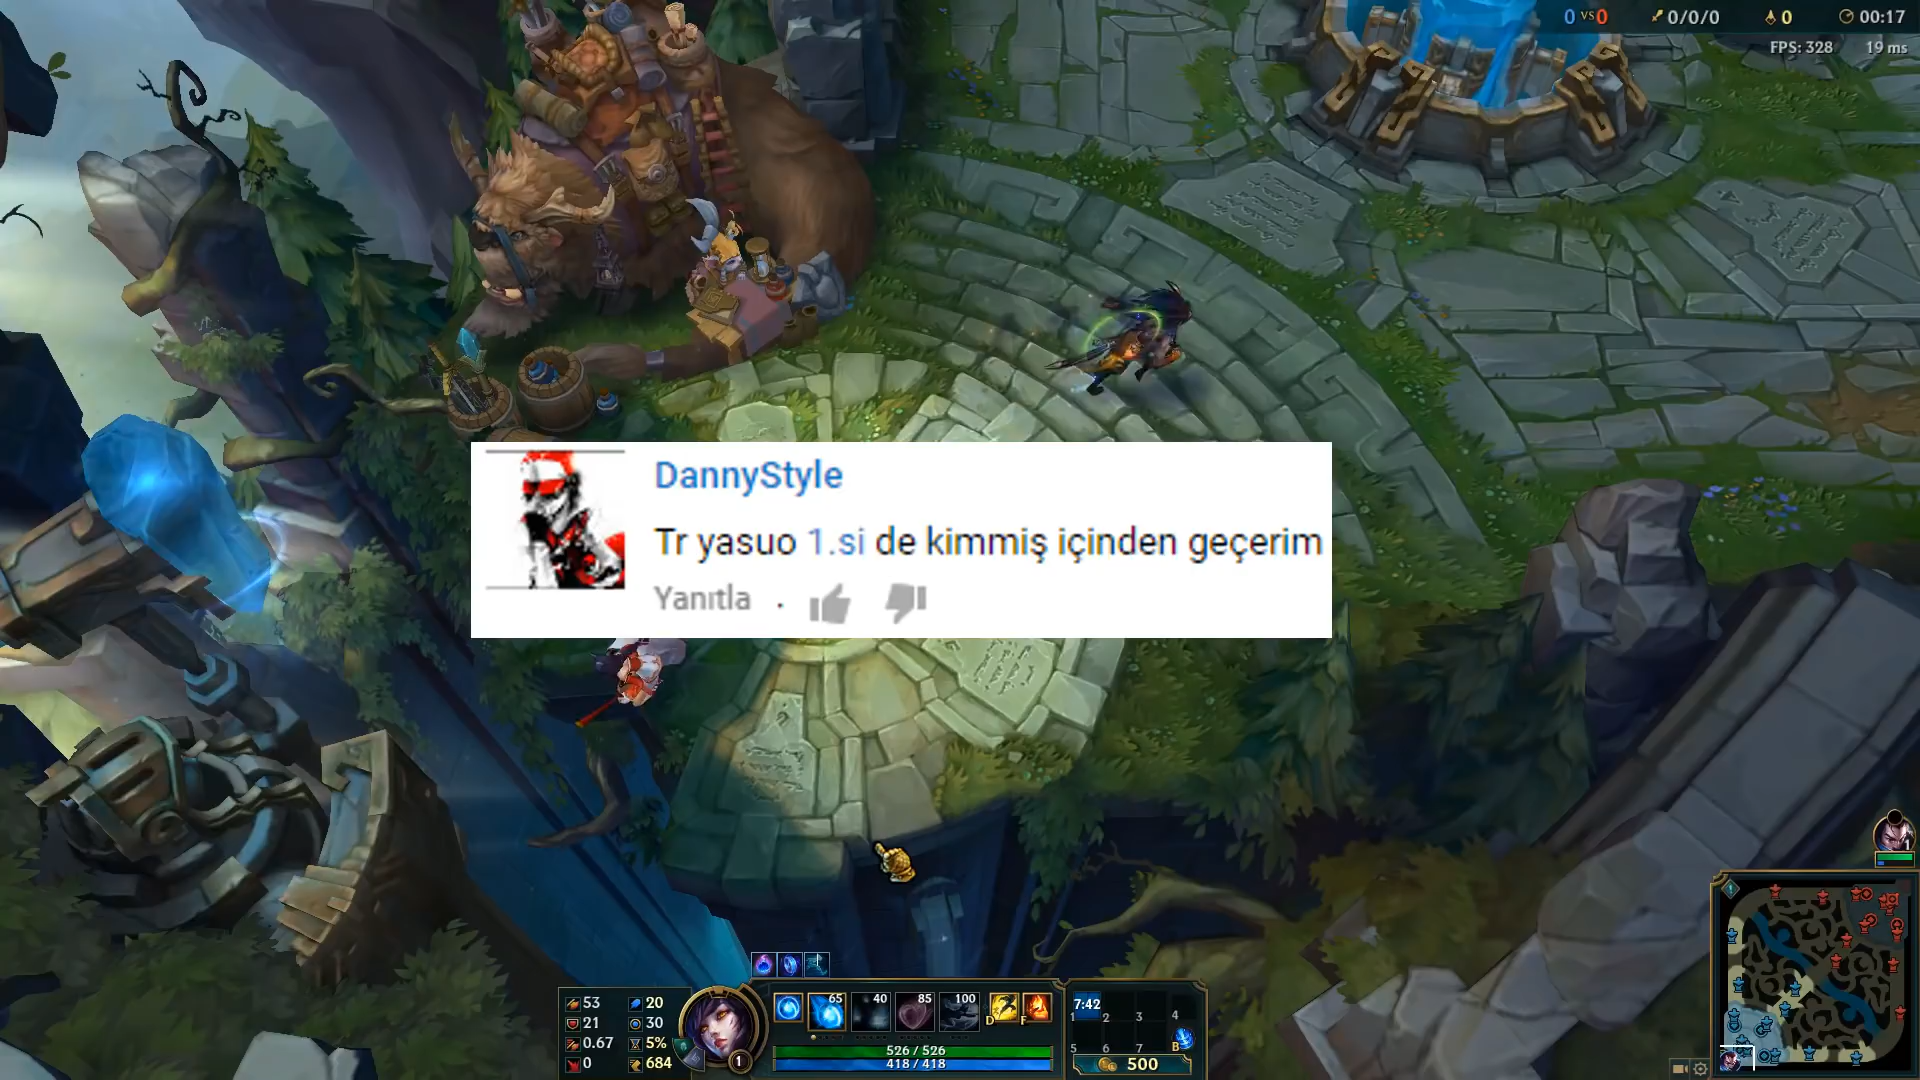 0 VS 0 0/0/0 0 00:17
FPS: 328 19 ms
DannyStyle
Tr yasuo 1.si de kimmiş içinden geçerim
Yanıtla .
65 40 85 100
D F
53 20
21 30
0.67 5%
0 684
1
526 / 526
418 / 418
7:42
1 2 3 4
5 6 7 B
500
1